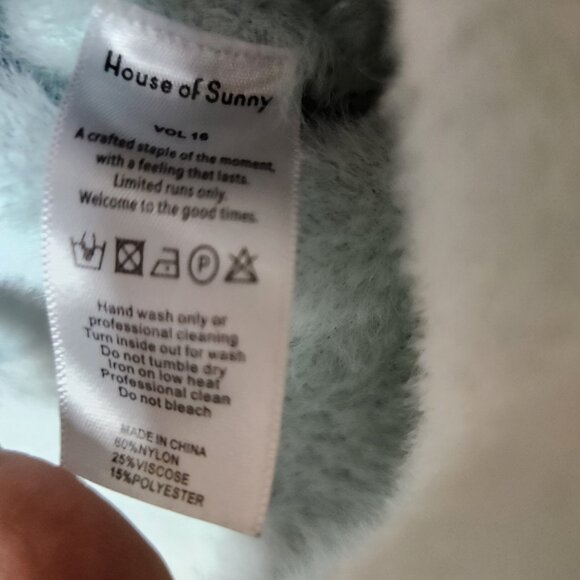 House of Sunny
VOL 16
A crafted staple of the moment,
with a feeling that lasts.
Limited runs only.
Welcome to the good times.
P
Hand wash only or
professional cleaning
Turn inside out for wash
Do not tumble dry
Iron on low heat
Professional clean
Do not bleach
MADE IN CHINA
60%NYLON
25%VISCOSE
15%POLYESTER